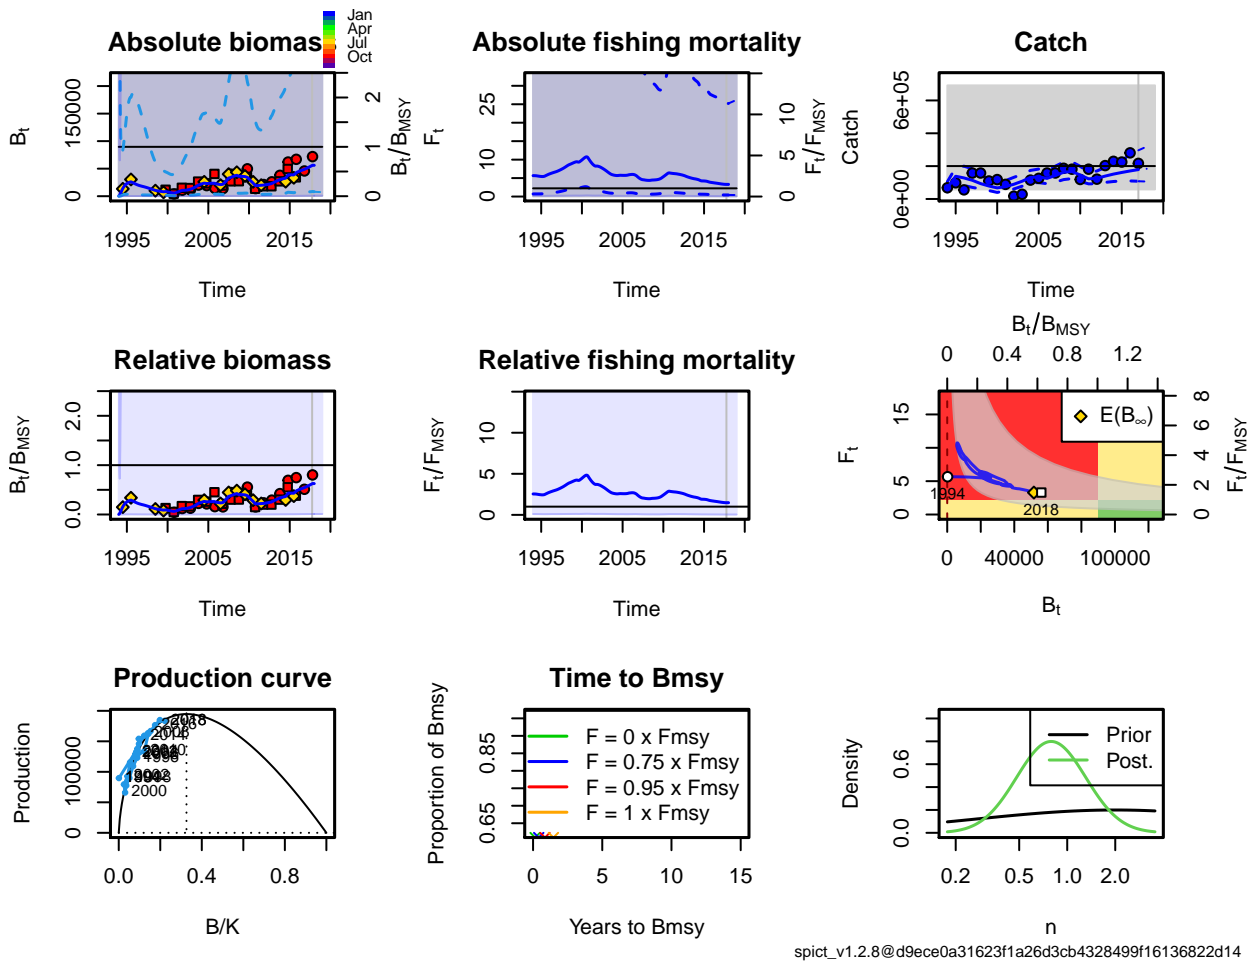 Absolute biomass
Jan
Apr
Jul
Oct
0
50000
150000
0
1
2
1995
2005
2015
Time
Bt
Bt/BMSY
Absolute fishing mortality
0
5
15
25
0
5
10
1995
2005
2015
Time
Ft
Ft/FMSY
Catch
0e+00
6e+05
1995
2005
2015
Time
Catch
Relative biomass
0.0
1.0
2.0
1995
2005
2015
Time
Bt/BMSY
Relative fishing mortality
0
5
10
1995
2005
2015
Time
Ft/FMSY
Bt/BMSY
0
0.4
0.8
1.2
E(B∞)
1994
2018
0
5
15
0
2
4
6
8
0
40000
100000
Bt
Ft
Ft/FMSY
Production curve
2018
2000
0
100000
0.0
0.4
0.8
B/K
Production
Time to Bmsy
F = 0 x Fmsy
F = 0.75 x Fmsy
F = 0.95 x Fmsy
F = 1 x Fmsy
0.65
0.85
0
5
10
15
Years to Bmsy
Proportion of Bmsy
Prior
Post.
0.0
0.6
0.2
0.5
1.0
2.0
n
Density
spict_v1.2.8@d9ece0a31623f1a26d3cb4328499f16136822d14